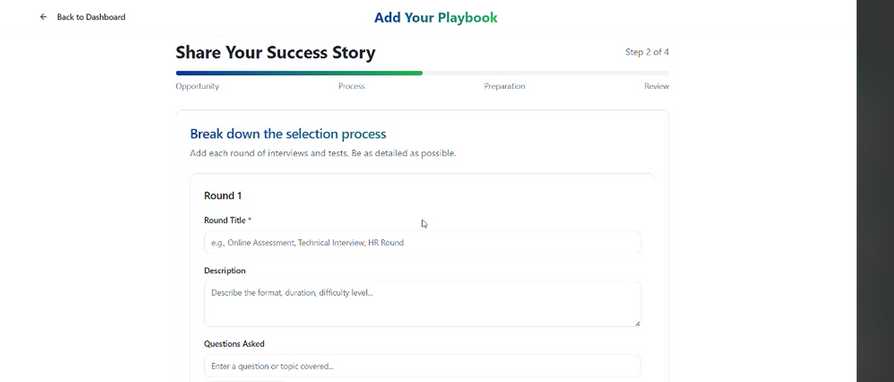 ← Back to Dashboard
Add Your Playbook
Share Your Success Story
Step 2 of 4
Opportunity
Process
Preparation
Review
Break down the selection process
Add each round of interviews and tests. Be as detailed as possible.
Round 1
Round Title *
e.g., Online Assessment, Technical Interview, HR Round
Description
Describe the format, duration, difficulty level...
Questions Asked
Enter a question or topic covered...